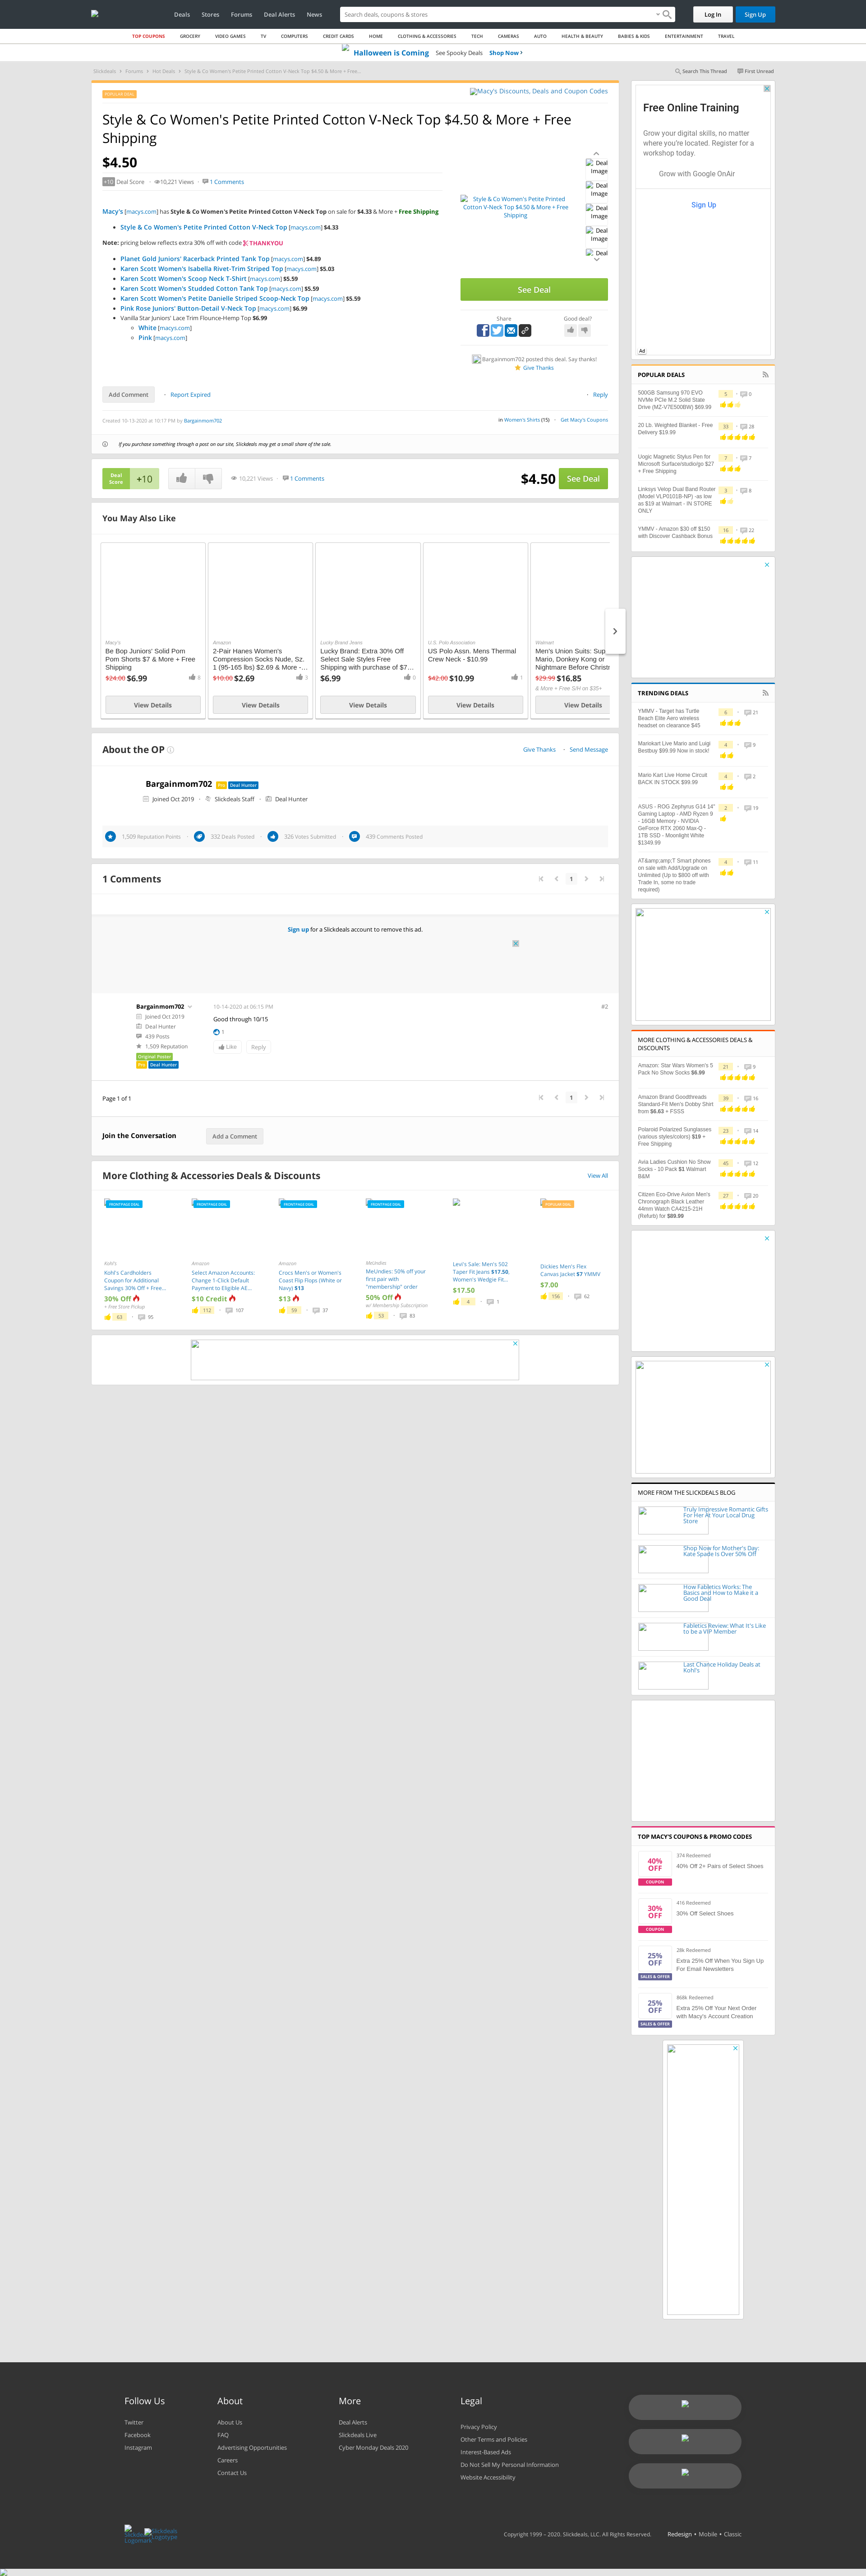 Deals
Stores
Forums
Deal Alerts
News
Search deals, coupons & stores
Log In
Sign Up
TOP COUPONS
GROCERY
VIDEO GAMES
TV
COMPUTERS
CREDIT CARDS
HOME
CLOTHING & ACCESSORIES
TECH
CAMERAS
AUTO
HEALTH & BEAUTY
BABIES & KIDS
ENTERTAINMENT
TRAVEL
Halloween is Coming See Spooky Deals Shop Now
Slickdeals
Forums
Hot Deals
Style & Co Women's Petite Printed Cotton V-Neck Top $4.50 & More + Free...
Search This Thread
First Unread
POPULAR DEAL
Macy's Discounts, Deals and Coupon Codes
Style & Co Women's Petite Printed Cotton V-Neck Top $4.50 & More + Free
Shipping
$4.50
+10 Deal Score
10,221 Views
1 Comments
Macy's [macys.com] has Style & Co Women's Petite Printed Cotton V-Neck Top on sale for $4.33 & More + Free Shipping
Style & Co Women's Petite Printed Cotton V-Neck Top [macys.com] $4.33
Note: pricing below reflects extra 30% off with code THANKYOU
Planet Gold Juniors' Racerback Printed Tank Top [macys.com] $4.89
Karen Scott Women's Isabella Rivet-Trim Striped Top [macys.com] $5.03
Karen Scott Women's Scoop Neck T-Shirt [macys.com] $5.59
Karen Scott Women's Studded Cotton Tank Top [macys.com] $5.59
Karen Scott Women's Petite Danielle Striped Scoop-Neck Top [macys.com] $5.59
Pink Rose Juniors' Button-Detail V-Neck Top [macys.com] $6.99
Vanilla Star Juniors' Lace Trim Flounce-Hemp Top $6.99
White [macys.com]
Pink [macys.com]
Style & Co Women's Petite Printed
Cotton V-Neck Top $4.50 & More + Free
Shipping
Deal
Image
Deal
Image
Deal
Image
Deal
Image
Deal
See Deal
Share
Good deal?
Bargainmom702 posted this deal. Say thanks!
Give Thanks
Add Comment
Report Expired
Reply
Created 10-13-2020 at 10:17 PM by Bargainmom702
in Women's Shirts (15)
Get Macy's Coupons
If you purchase something through a post on our site, Slickdeals may get a small share of the sale.
Deal
Score
+10
10,221 Views
1 Comments
$4.50
See Deal
You May Also Like
Macy's
Be Bop Juniors' Solid Pom
Pom Shorts $7 & More + Free
Shipping
$24.00 $6.99
8
View Details
Amazon
2-Pair Hanes Women's
Compression Socks Nude, Sz.
1 (95-165 lbs) $2.69 & More -...
$10.00 $2.69
3
View Details
Lucky Brand Jeans
Lucky Brand: Extra 30% Off
Select Sale Styles Free
Shipping with purchase of $7...
$6.99
0
View Details
U.S. Polo Association
US Polo Assn. Mens Thermal
Crew Neck - $10.99
$42.00 $10.99
1
View Details
Walmart
Men's Union Suits: Sup
Mario, Donkey Kong or
Nightmare Before Christ
$29.99 $16.85
& More + Free S/H on $35+
View Details
About the OP
Give Thanks
Send Message
Bargainmom702 Pro Deal Hunter
Joined Oct 2019
Slickdeals Staff
Deal Hunter
1,509 Reputation Points
332 Deals Posted
326 Votes Submitted
439 Comments Posted
1 Comments
1
Sign up for a Slickdeals account to remove this ad.
Bargainmom702
Joined Oct 2019
Deal Hunter
439 Posts
1,509 Reputation
Original Poster
Pro Deal Hunter
10-14-2020 at 06:15 PM
#2
Good through 10/15
1
Like
Reply
Page 1 of 1
1
Join the Conversation
Add a Comment
More Clothing & Accessories Deals & Discounts
View All
FRONTPAGE DEAL
Kohl's
Kohl's Cardholders
Coupon for Additional
Savings 30% Off + Free...
30% Off
+ Free Store Pickup
63
95
FRONTPAGE DEAL
Amazon
Select Amazon Accounts:
Change 1-Click Default
Payment to Eligible AE...
$10 Credit
112
107
FRONTPAGE DEAL
Amazon
Crocs Men's or Women's
Coast Flip Flops (White or
Navy) $13
$13
59
37
FRONTPAGE DEAL
MeUndies
MeUndies: 50% off your
first pair with
"membership" order
50% Off
w/ Membership Subscription
53
93
Levi's Sale: Men's 502
Taper Fit Jeans $17.50,
Women's Wedgie Fit...
$17.50
4
1
POPULAR DEAL
Dickies Men's Flex
Canvas Jacket $7 YMMV
$7.00
156
62
Free Online Training
Grow your digital skills, no matter
where you're located. Register for a
workshop today.
Grow with Google OnAir
Sign Up
Ad
POPULAR DEALS
500GB Samsung 970 EVO
NVMe PCIe M.2 Solid State
Drive (MZ-V7E500BW) $69.99
5
0
20 Lb. Weighted Blanket - Free
Delivery $19.99
33
28
Uogic Magnetic Stylus Pen for
Microsoft Surface/studio/go $27
+ Free Shipping
7
7
Linksys Velop Dual Band Router
(Model VLP0101B-NP) -as low
as $19 at Walmart - IN STORE
ONLY
3
8
YMMV - Amazon $30 off $150
with Discover Cashback Bonus
16
22
TRENDING DEALS
YMMV - Target has Turtle
Beach Elite Aero wireless
headset on clearance $45
6
21
Mariokart Live Mario and Luigi
Bestbuy $99.99 Now in stock!
4
9
Mario Kart Live Home Circuit
BACK IN STOCK $99.99
4
2
ASUS - ROG Zephyrus G14 14"
Gaming Laptop - AMD Ryzen 9
- 16GB Memory - NVIDIA
GeForce RTX 2060 Max-Q -
1TB SSD - Moonlight White
$1349.99
2
19
AT&amp;amp;T Smart phones
on sale with Add/Upgrade on
Unlimited (Up to $800 off with
Trade In, some no trade
required)
4
11
MORE CLOTHING & ACCESSORIES DEALS &
DISCOUNTS
Amazon: Star Wars Women's 5
Pack No Show Socks $6.99
21
9
Amazon Brand Goodthreads
Standard-Fit Men's Dobby Shirt
from $6.63 + FSSS
39
16
Polaroid Polarized Sunglasses
(various styles/colors) $19 +
Free Shipping
23
14
Avia Ladies Cushion No Show
Socks - 10 Pack $1 Walmart
B&M
45
12
Citizen Eco-Drive Avion Men's
Chronograph Black Leather
44mm Watch CA4215-21H
(Refurb) for $89.99
27
20
MORE FROM THE SLICKDEALS BLOG
Truly Impressive Romantic Gifts
For Her At Your Local Drug
Store
Shop Now for Mother's Day:
Kate Spade Is Over 50% Off
How Fabletics Works: The
Basics and How to Make it a
Good Deal
Fabletics Review: What It's Like
to be a VIP Member
Last Chance Holiday Deals at
Kohl's
TOP MACY'S COUPONS & PROMO CODES
40%
OFF
COUPON
374 Redeemed
40% Off 2+ Pairs of Select Shoes
30%
OFF
COUPON
416 Redeemed
30% Off Select Shoes
25%
OFF
SALES & OFFER
28k Redeemed
Extra 25% Off When You Sign Up
For Email Newsletters
25%
OFF
SALES & OFFER
868k Redeemed
Extra 25% Off Your Next Order
with Macy's Account Creation
Follow Us
Twitter
Facebook
Instagram
About
About Us
FAQ
Advertising Opportunities
Careers
Contact Us
More
Deal Alerts
Slickdeals Live
Cyber Monday Deals 2020
Legal
Privacy Policy
Other Terms and Policies
Interest-Based Ads
Do Not Sell My Personal Information
Website Accessibility
Copyright 1999 - 2020. Slickdeals, LLC. All Rights Reserved.
Redesign • Mobile • Classic